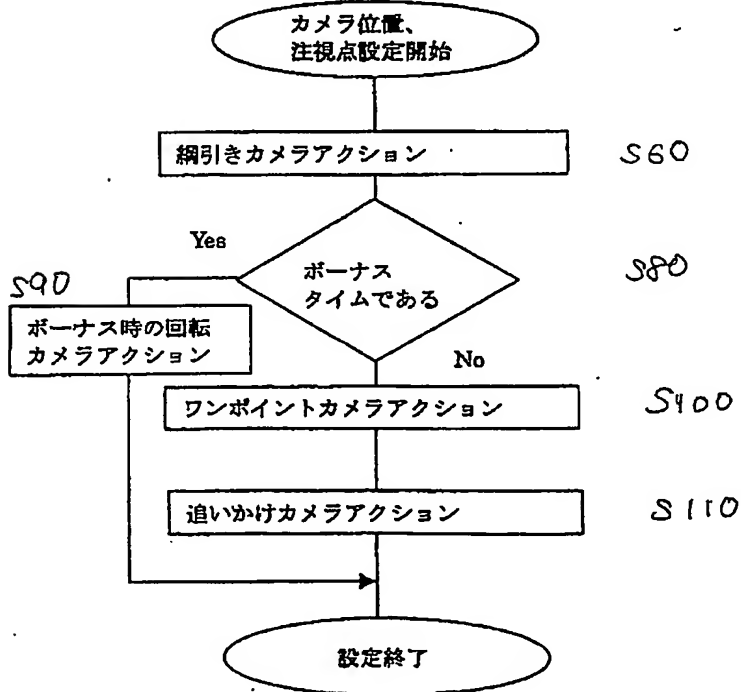 カメラ位置、
注視点設定開始
綱引きカメラアクション
S60
Yes
ボーナス
タイムである
S80
S90
ボーナス時の回転
カメラアクション
No
ワンポイントカメラアクション
S100
追いかけカメラアクション
S110
設定終了